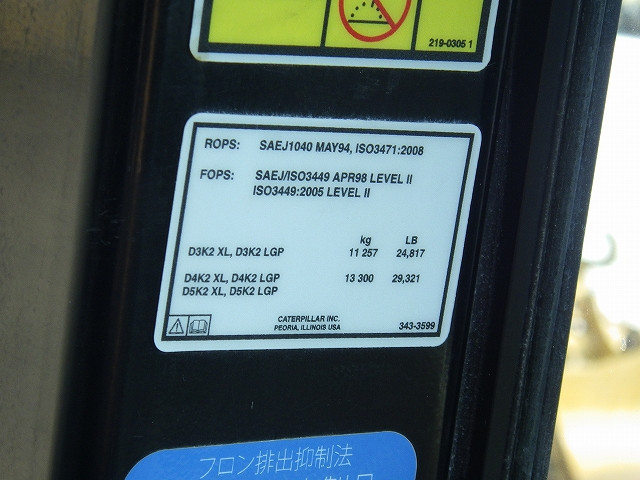 219-0305 1
ROPS: SAEJ1040 MAY94, ISO3471:2008
FOPS: SAEJ/ISO3449 APR98 LEVEL II
ISO3449:2005 LEVEL II
kg LB
D3K2 XL, D3K2 LGP 11 257 24,817
D4K2 XL, D4K2 LGP 13 300 29,321
D5K2 XL, D5K2 LGP
CATERPILLAR INC.
PEORIA, ILLINOIS USA 343-3599
フロン排出抑制法